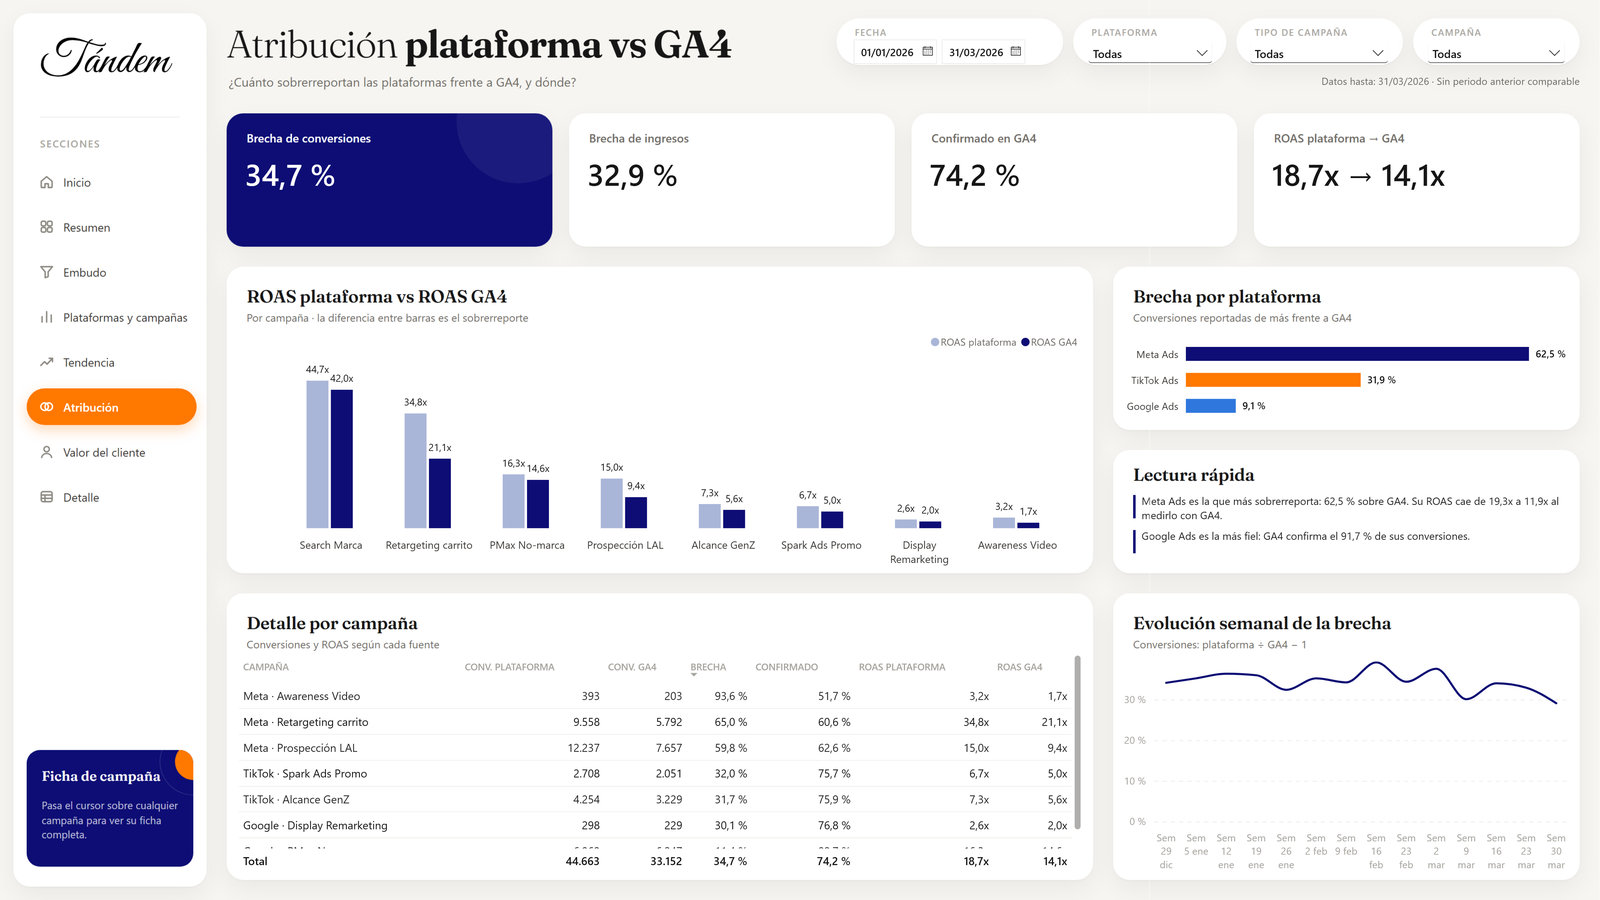 Tándem
SECCIONES
Inicio
Resumen
Embudo
Plataformas y campañas
Tendencia
Atribución
Valor del cliente
Detalle
Ficha de campaña
Pasa el cursor sobre cualquier
campaña para ver su ficha
completa.
Atribución plataforma vs GA4
¿Cuánto sobrerreportan las plataformas frente a GA4, y dónde?
FECHA
01/01/2026 31/03/2026
PLATAFORMA
Todas
TIPO DE CAMPAÑA
Todas
CAMPAÑA
Todas
Datos hasta: 31/03/2026 · Sin periodo anterior comparable
Brecha de conversiones
34,7 %
Brecha de ingresos
32,9 %
Confirmado en GA4
74,2 %
ROAS plataforma → GA4
18,7x → 14,1x
ROAS plataforma vs ROAS GA4
Por campaña · la diferencia entre barras es el sobrerreporte
ROAS plataforma ROAS GA4
44,7x 42,0x
34,8x 21,1x
16,3x 14,6x
15,0x 9,4x
7,3x 5,6x
6,7x 5,0x
2,6x 2,0x
3,2x 1,7x
Search Marca
Retargeting carrito
PMax No-marca
Prospección LAL
Alcance GenZ
Spark Ads Promo
Display
Remarketing
Awareness Video
Brecha por plataforma
Conversiones reportadas de más frente a GA4
Meta Ads 62,5 %
TikTok Ads 31,9 %
Google Ads 9,1 %
Lectura rápida
Meta Ads es la que más sobrerreporta: 62,5 % sobre GA4. Su ROAS cae de 19,3x a 11,9x al
medirlo con GA4.
Google Ads es la más fiel: GA4 confirma el 91,7 % de sus conversiones.
Detalle por campaña
Conversiones y ROAS según cada fuente
CAMPAÑA CONV. PLATAFORMA CONV. GA4 BRECHA CONFIRMADO ROAS PLATAFORMA ROAS GA4
Meta · Awareness Video 393 203 93,6 % 51,7 % 3,2x 1,7x
Meta · Retargeting carrito 9.558 5.792 65,0 % 60,6 % 34,8x 21,1x
Meta · Prospección LAL 12.237 7.657 59,8 % 62,6 % 15,0x 9,4x
TikTok · Spark Ads Promo 2.708 2.051 32,0 % 75,7 % 6,7x 5,0x
TikTok · Alcance GenZ 4.254 3.229 31,7 % 75,9 % 7,3x 5,6x
Google · Display Remarketing 298 229 30,1 % 76,8 % 2,6x 2,0x
Total 44.663 33.152 34,7 % 74,2 % 18,7x 14,1x
Evolución semanal de la brecha
Conversiones: plataforma ÷ GA4 − 1
30 %
20 %
10 %
0 %
Sem 29 dic
Sem 5 ene
Sem 12 ene
Sem 19 ene
Sem 26 ene
Sem 2 feb
Sem 9 feb
Sem 16 feb
Sem 23 feb
Sem 2 mar
Sem 9 mar
Sem 16 mar
Sem 23 mar
Sem 30 mar